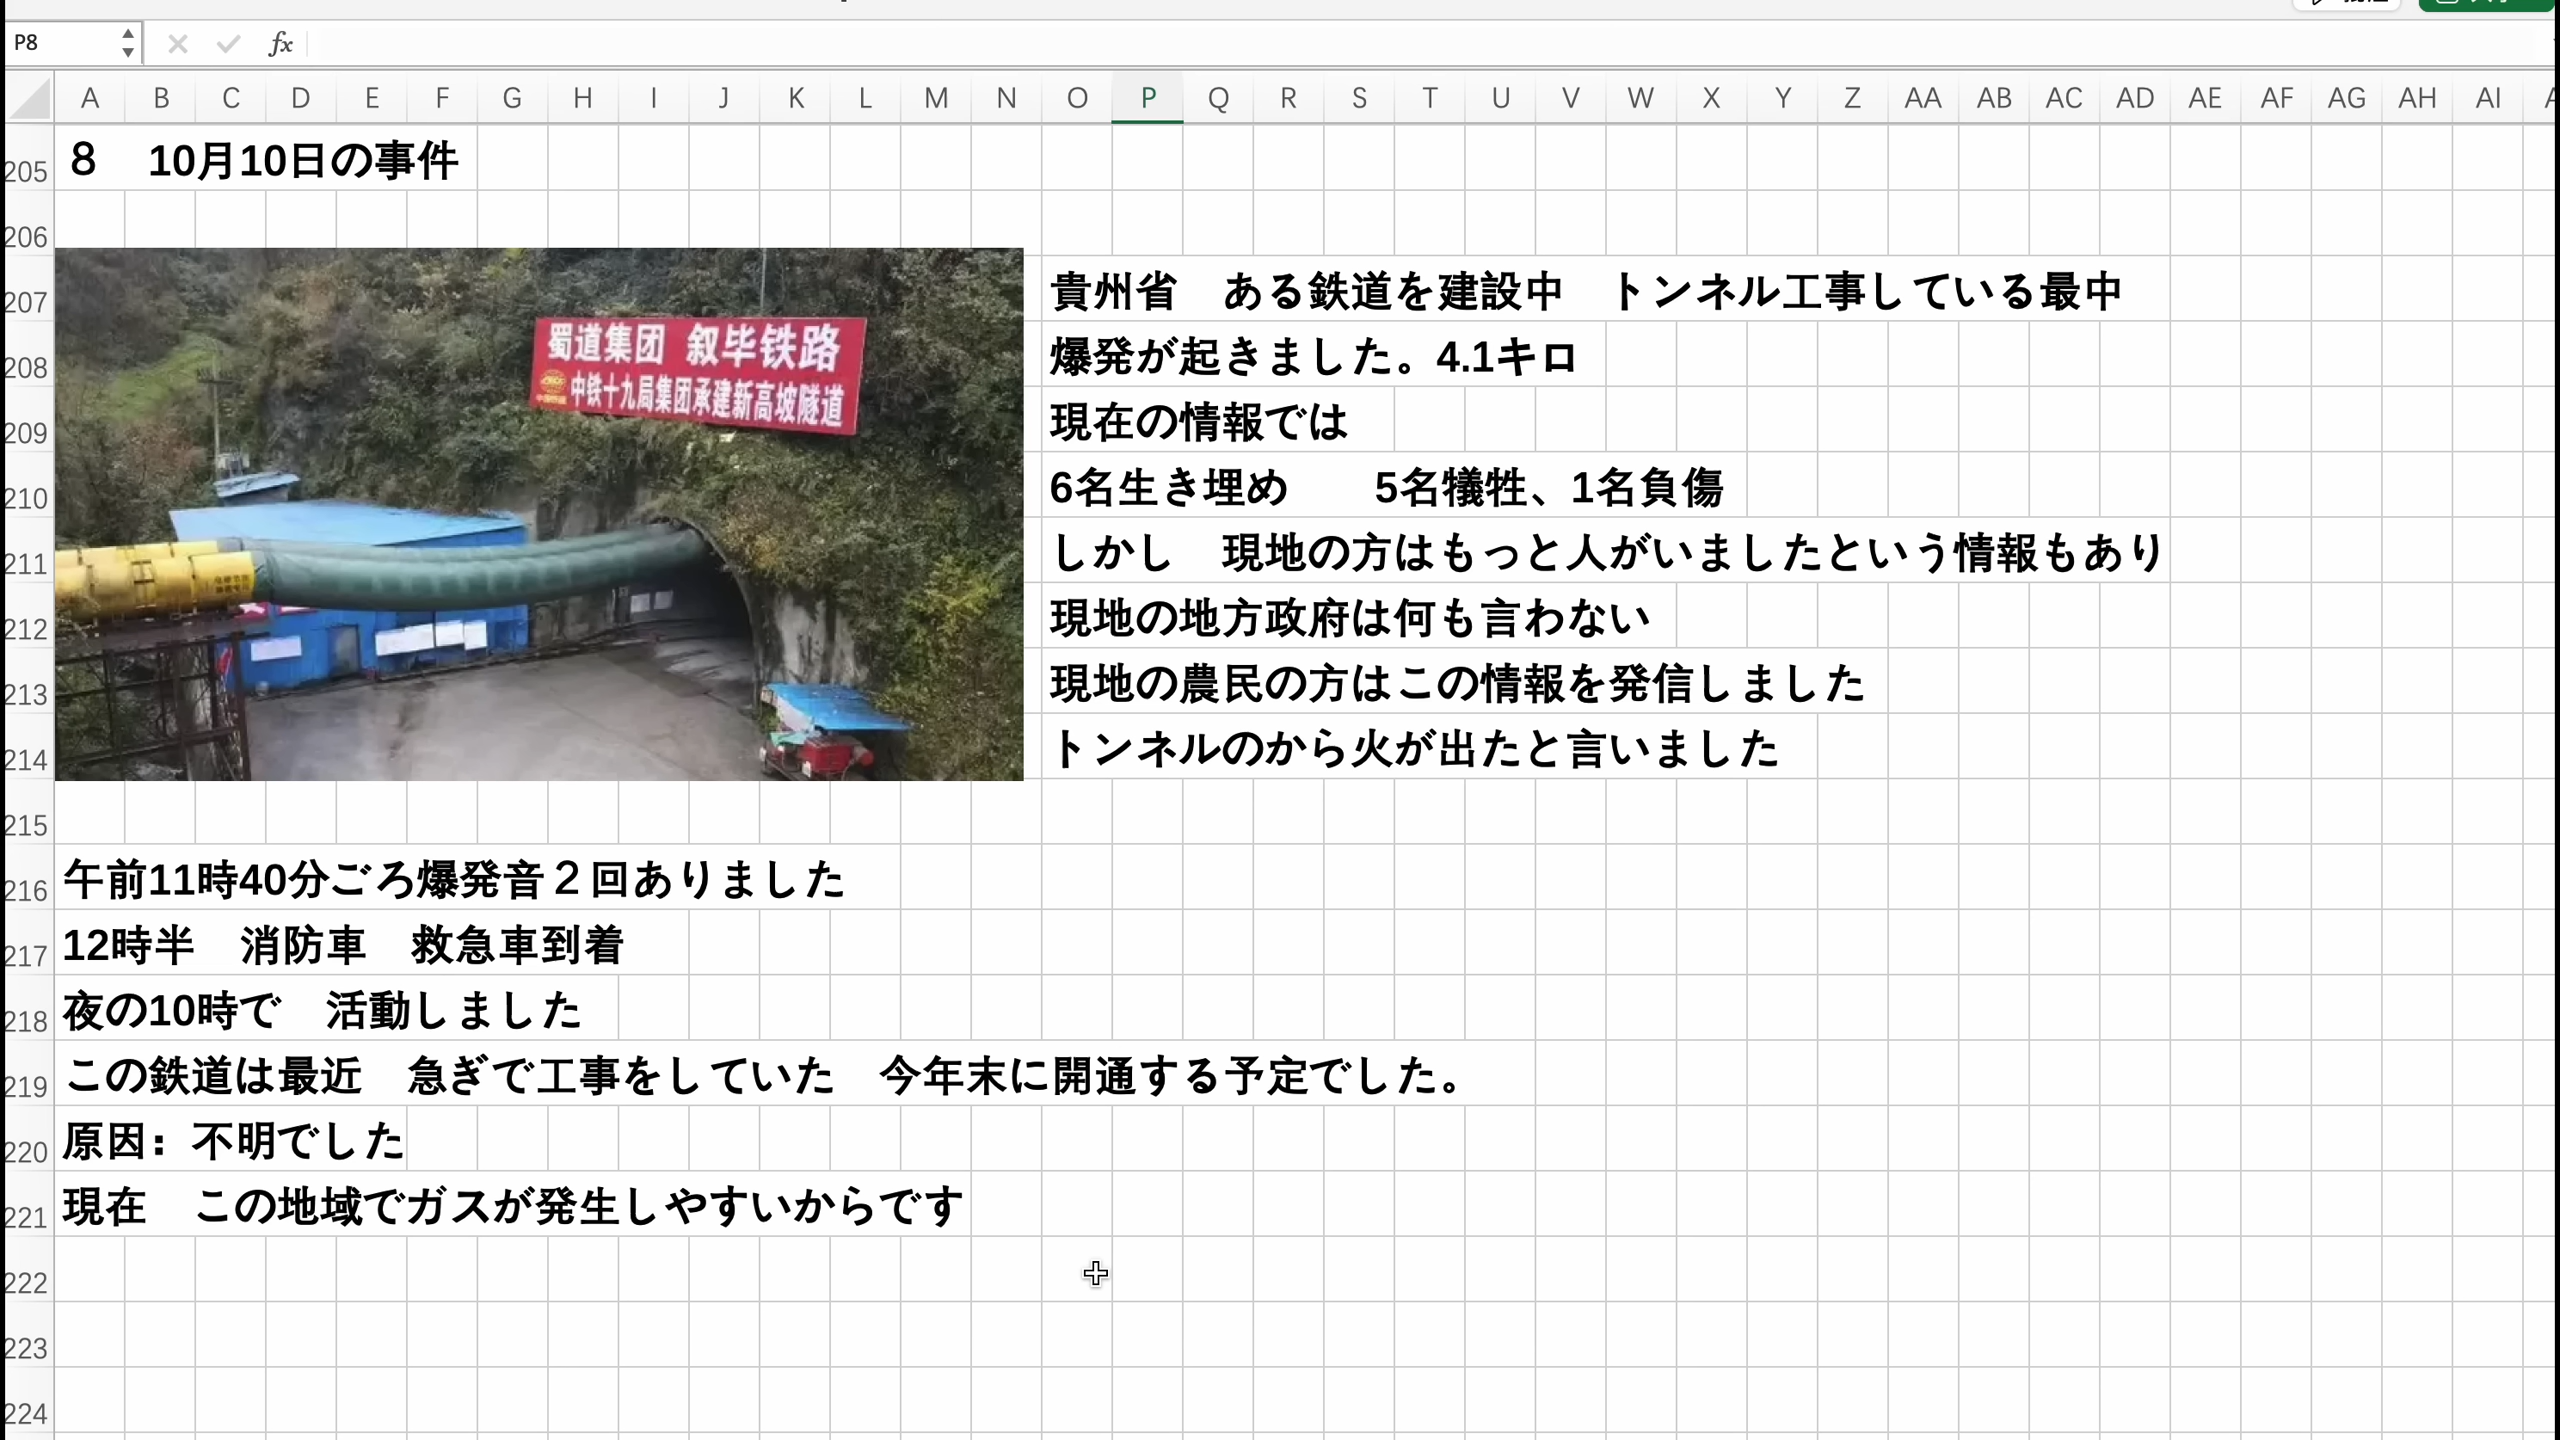 P8
fx
A B C D E F G H I J K L M N O P Q R S T U V W X Y Z AA AB AC AD AE AF AG AH AI
205 8 10月10日の事件
206
蜀道集团 叙毕铁路
中铁十九局集团承建新高坡隧道
207 貴州省　ある鉄道を建設中　トンネル工事している最中
208 爆発が起きました。4.1キロ
209 現在の情報では
210 6名生き埋め　　5名犠牲、1名負傷
211 しかし　現地の方はもっと人がいましたという情報もあり
212 現地の地方政府は何も言わない
213 現地の農民の方はこの情報を発信しました
214 トンネルのから火が出たと言いました
215
216 午前11時40分ごろ爆発音２回ありました
217 12時半　消防車　救急車到着
218 夜の10時で　活動しました
219 この鉄道は最近　急ぎで工事をしていた　今年末に開通する予定でした。
220 原因：不明でした
221 現在　この地域でガスが発生しやすいからです
222
223
224